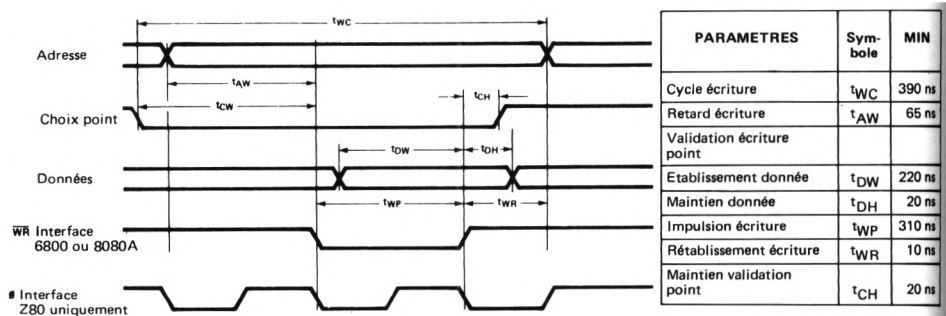 tWC
Adresse
tAW
tCW
tCH
Choix point
tDW
tDH
Données
tWP
tWR
WR Interface
6800 ou 8080A
ø Interface
Z80 uniquement
PARAMETRES Sym-bole MIN
Cycle écriture tWC 390 ns
Retard écriture tAW 65 ns
Validation écriture
point
Etablissement donnée tDW 220 ns
Maintien donnée tDH 20 ns
Impulsion écriture tWP 310 ns
Rétablissement écriture tWR 10 ns
Maintien validation
point tCH 20 ns